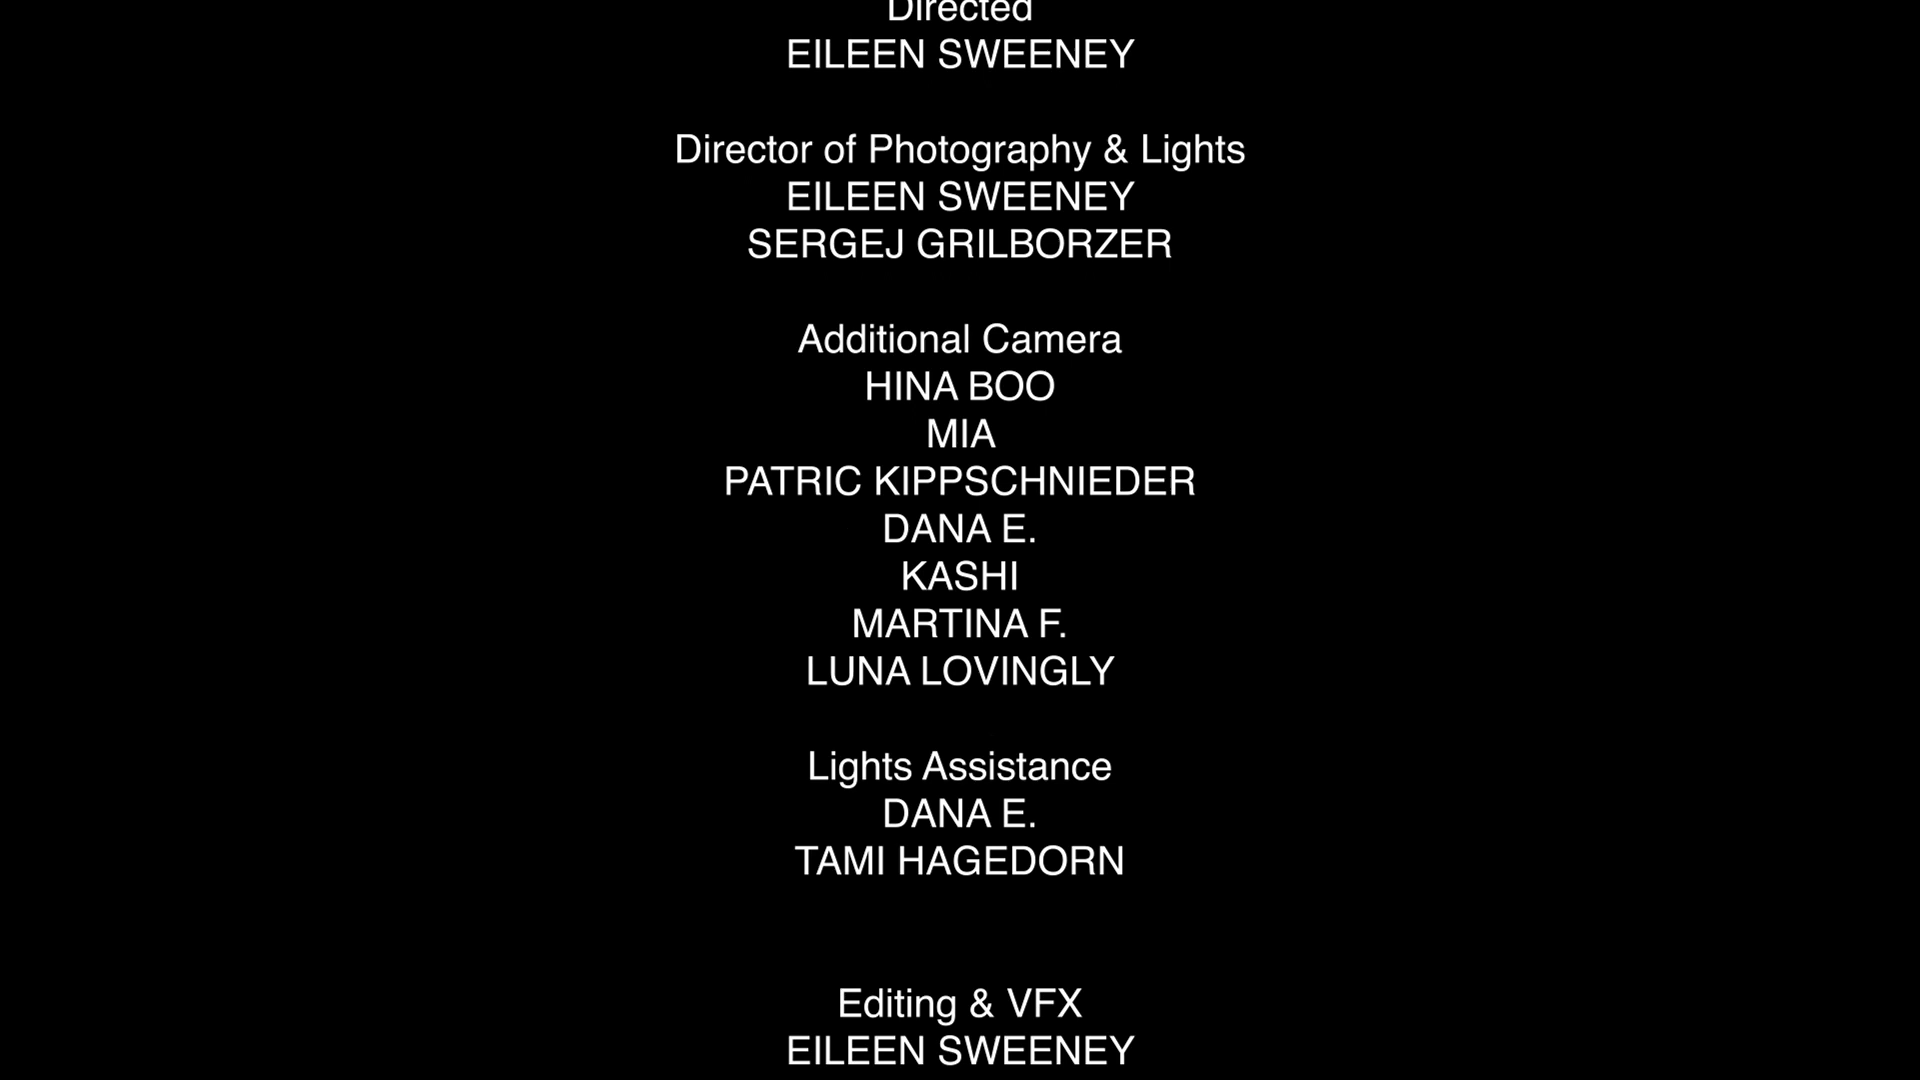 Directed
EILEEN SWEENEY
Director of Photography & Lights
EILEEN SWEENEY
SERGEJ GRILBORZER
Additional Camera
HINA BOO
MIA
PATRIC KIPPSCHNIEDER
DANA E.
KASHI
MARTINA F.
LUNA LOVINGLY
Lights Assistance
DANA E.
TAMI HAGEDORN
Editing & VFX
EILEEN SWEENEY